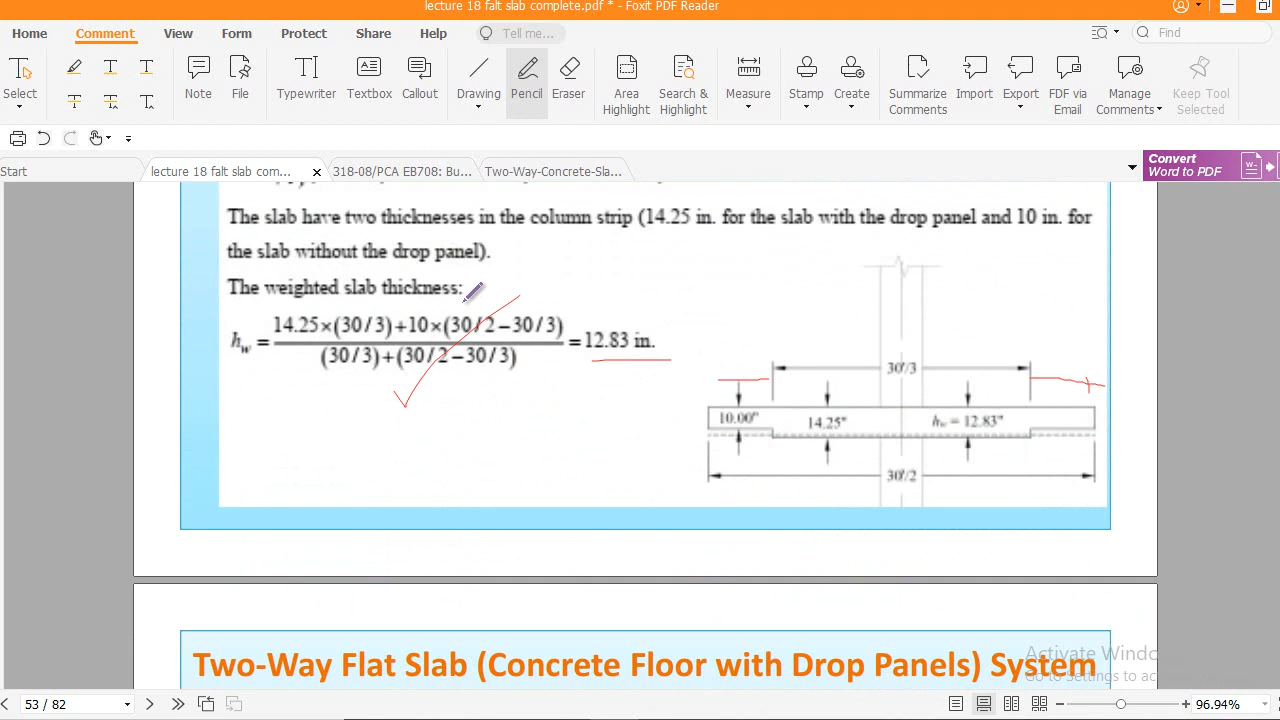 lecture 18 falt slab complete.pdf * - Foxit PDF Reader
Home Comment View Form Protect Share Help Tell me... Find
Select Note File Typewriter Textbox Callout Drawing Pencil Eraser Area Highlight Search & Highlight Measure Stamp Create Summarize Comments Import Export FDF via Email Manage Comments Keep Tool Selected
Start lecture 18 falt slab com... 318-08/PCA EB708: Bu... Two-Way-Concrete-Sla... Convert Word to PDF
The slab have two thicknesses in the column strip (14.25 in. for the slab with the drop panel and 10 in. for
the slab without the drop panel).
The weighted slab thickness:
hw = 14.25×(30/3)+10×(30/2−30/3) / (30/3)+(30/2−30/3) = 12.83 in.
30'/3
10.00" 14.25" hw = 12.83"
30'/2
Two-Way Flat Slab (Concrete Floor with Drop Panels) System
Activate Windo
Go to Settings to ac
53 / 82 96.94%